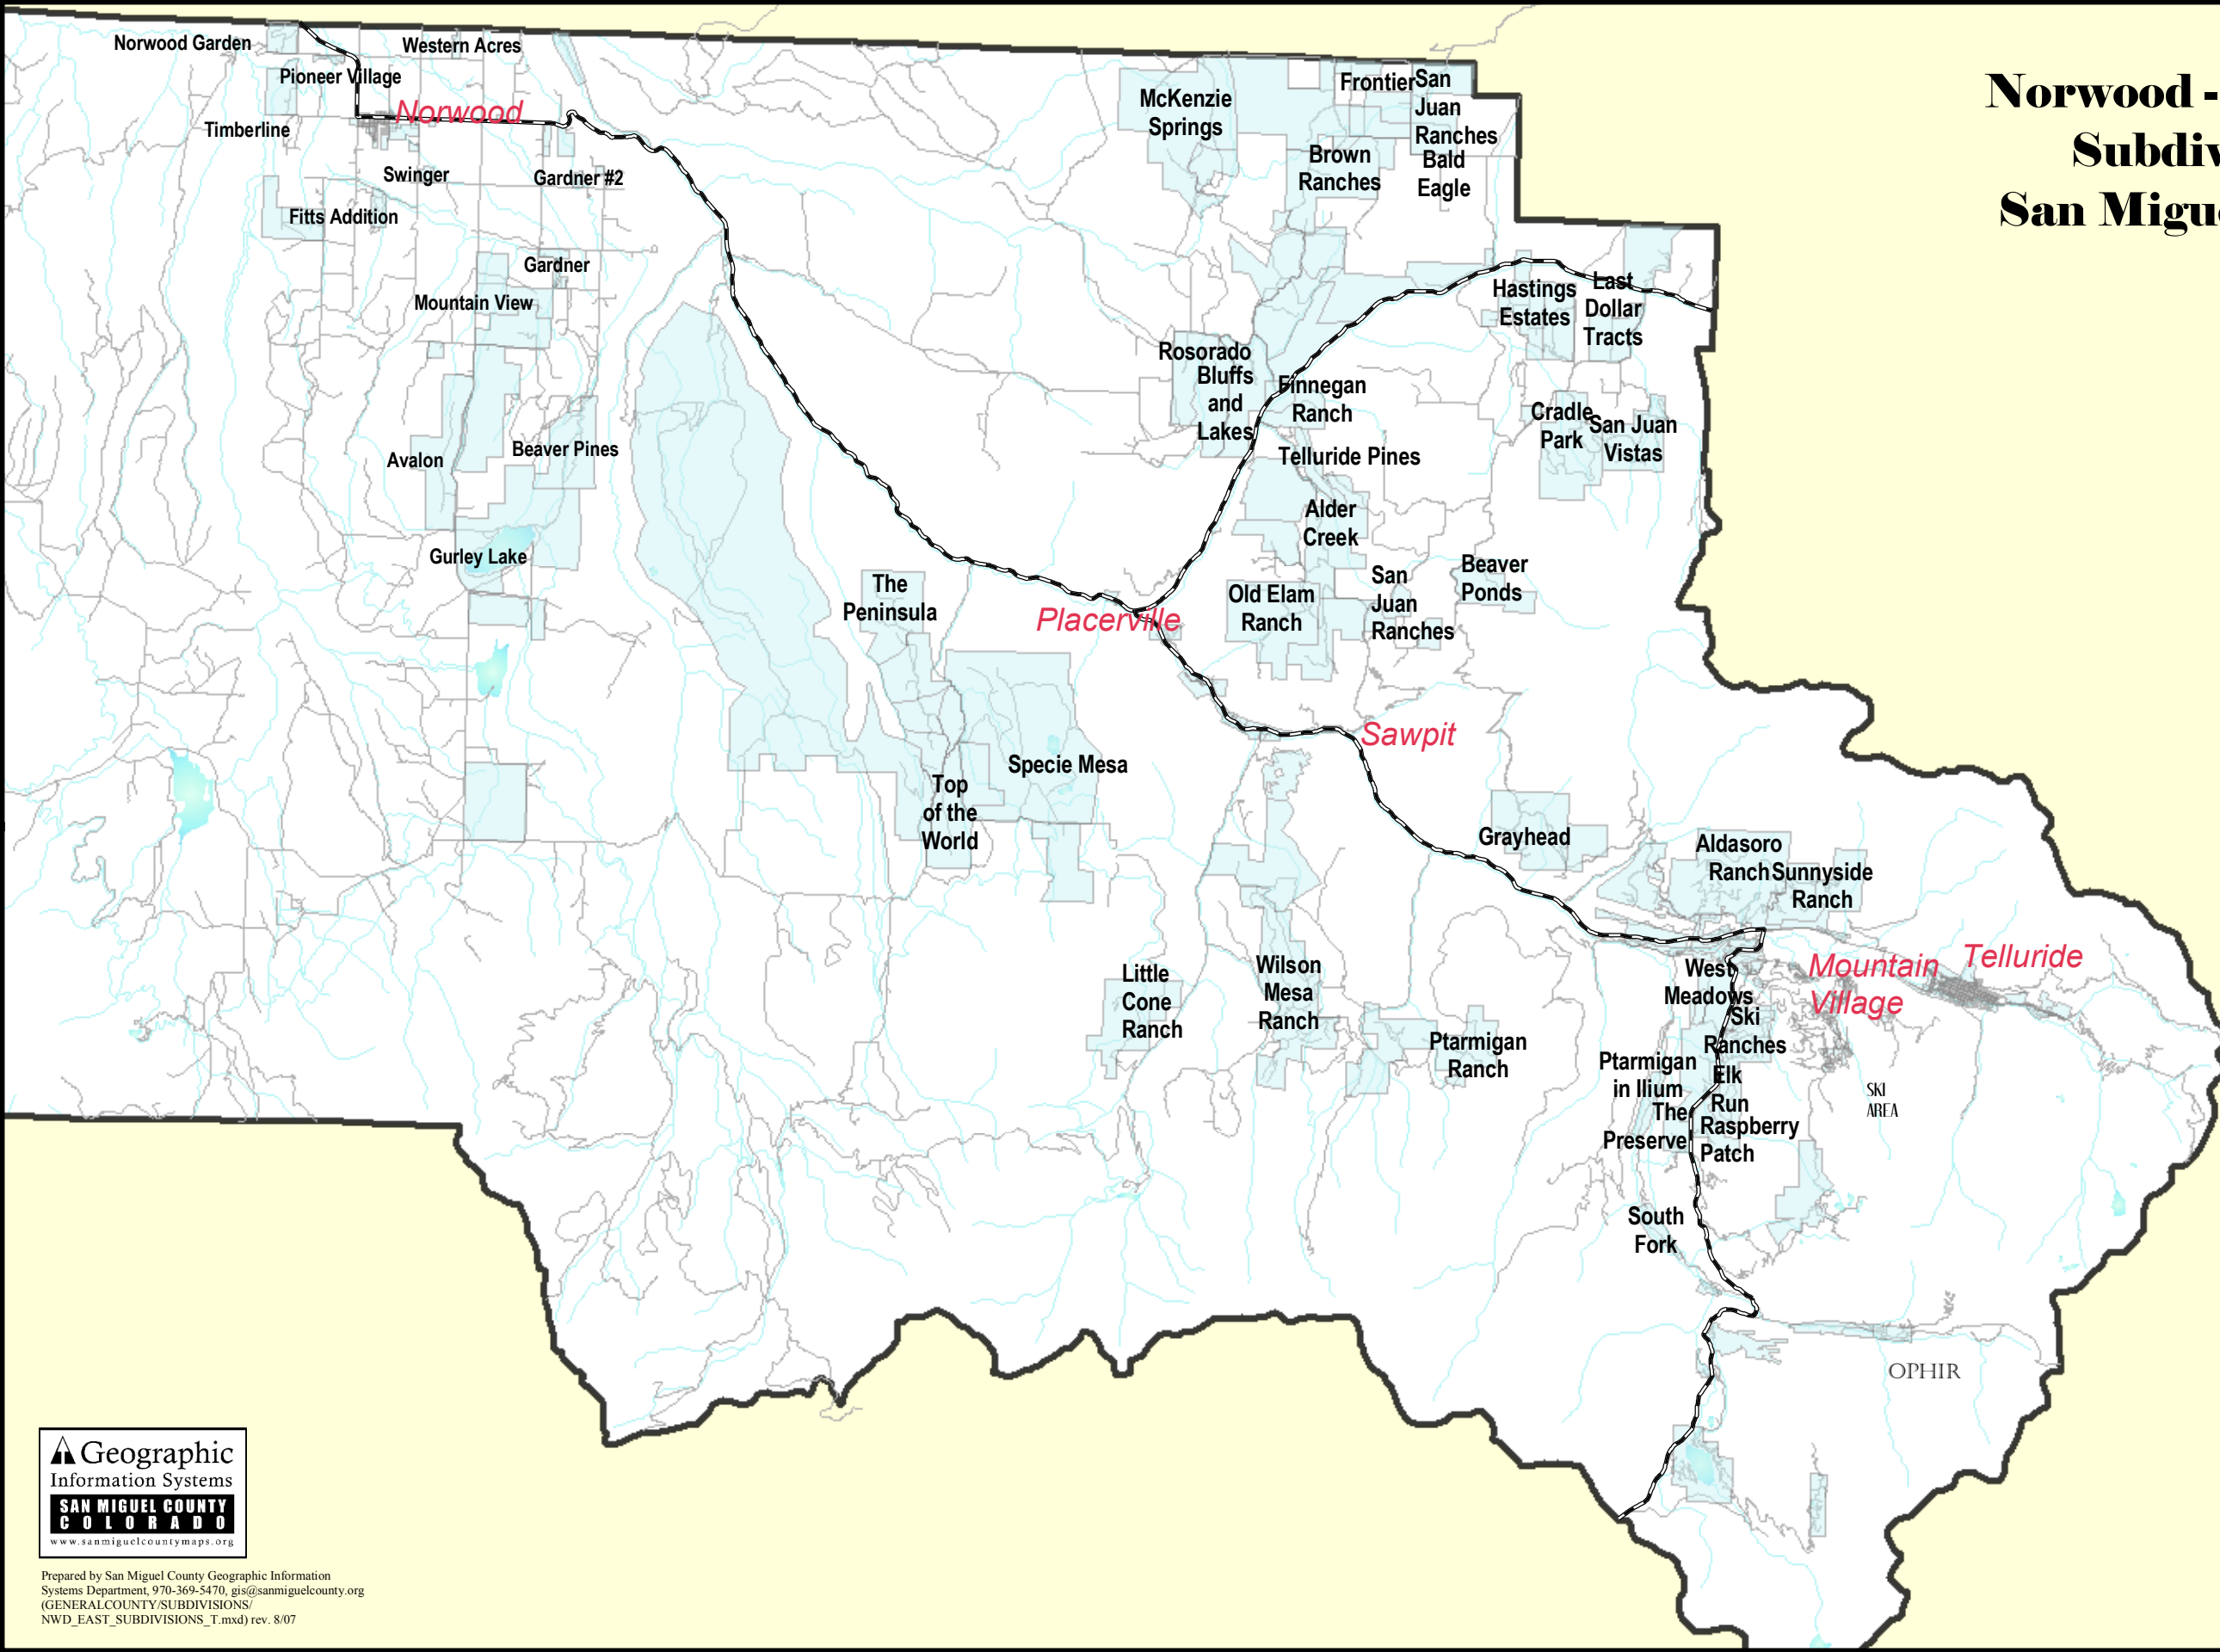 Norwood -
Subdiv
San Migu
Norwood Garden
Western Acres
Pioneer Village
Norwood
Timberline
Swinger
Gardner #2
Fitts Addition
Gardner
Mountain View
Avalon
Beaver Pines
Gurley Lake
McKenzie
Springs
Frontier
San
Juan
Ranches
Brown
Ranches
Bald
Eagle
Hastings
Estates
Last
Dollar
Tracts
Rosorado
Bluffs
and
Lakes
Finnegan
Ranch
Cradle
Park
San Juan
Vistas
Telluride Pines
Alder
Creek
The
Peninsula
Placerville
Old Elam
Ranch
San
Juan
Ranches
Beaver
Ponds
Sawpit
Specie Mesa
Top
of the
World
Grayhead
Aldasoro
Ranch
Sunnyside
Ranch
Little
Cone
Ranch
Wilson
Mesa
Ranch
Ptarmigan
Ranch
West
Meadows
Mountain
Village
Telluride
Ski
Ranches
Ptarmigan
in Ilium
Elk
Run
The
Preserve
Raspberry
Patch
SKI
AREA
South
Fork
OPHIR
Geographic
Information Systems
SAN MIGUEL COUNTY
COLORADO
www.sanmiguelcountymaps.org
Prepared by San Miguel County Geographic Information
Systems Department, 970-369-5470, gis@sanmiguelcounty.org
(GENERALCOUNTY/SUBDIVISIONS/
NWD_EAST_SUBDIVISIONS_T.mxd) rev. 8/07